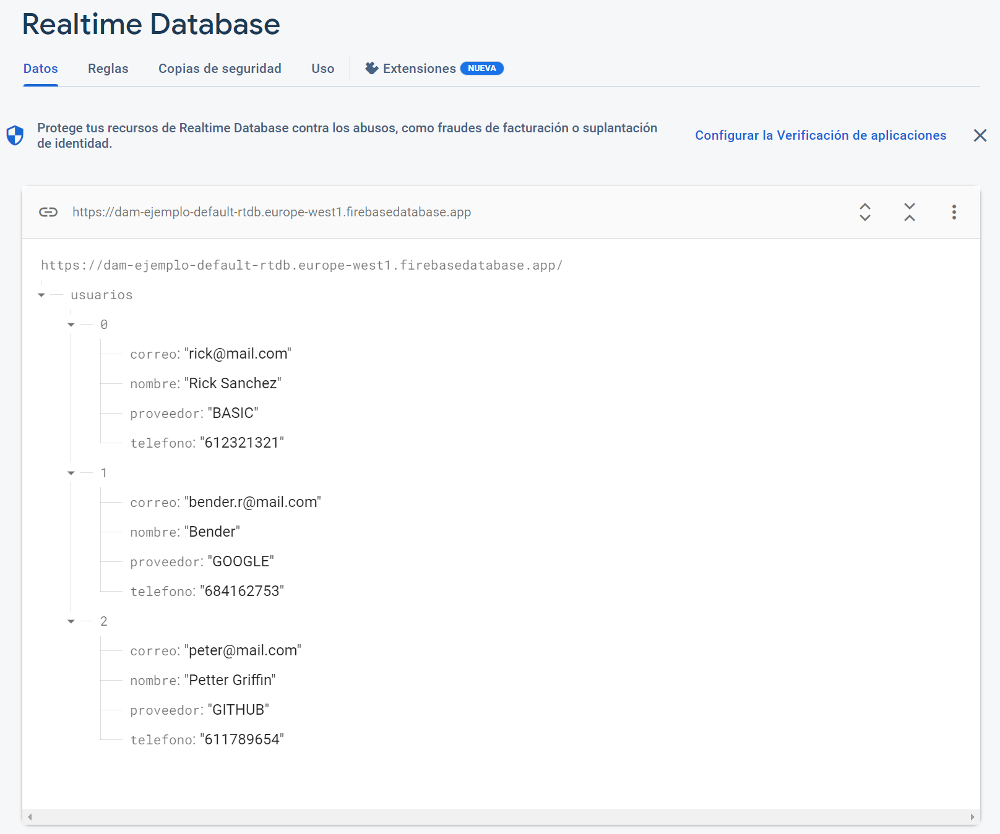 Realtime Database
Datos Reglas Copias de seguridad Uso Extensiones NUEVA
Protege tus recursos de Realtime Database contra los abusos, como fraudes de facturación o suplantación
de identidad.
Configurar la Verificación de aplicaciones
https://dam-ejemplo-default-rtdb.europe-west1.firebasedatabase.app
https://dam-ejemplo-default-rtdb.europe-west1.firebasedatabase.app/
usuarios
0
correo: "rick@mail.com"
nombre: "Rick Sanchez"
proveedor: "BASIC"
telefono: "612321321"
1
correo: "bender.r@mail.com"
nombre: "Bender"
proveedor: "GOOGLE"
telefono: "684162753"
2
correo: "peter@mail.com"
nombre: "Petter Griffin"
proveedor: "GITHUB"
telefono: "611789654"